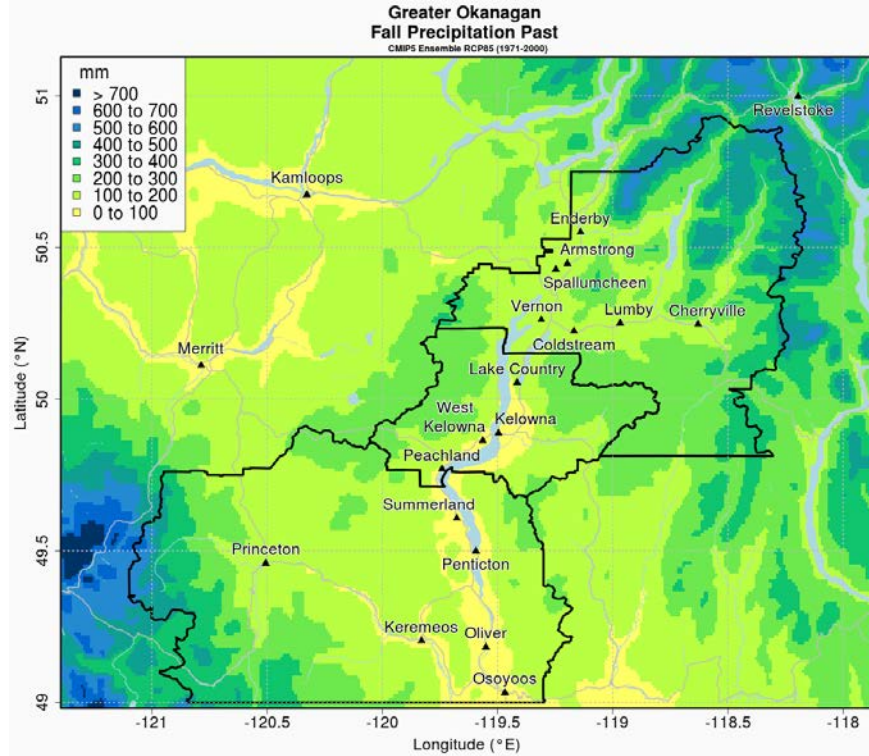 Greater Okanagan
Fall Precipitation Past
CMIP5 Ensemble RCP85 (1971-2000)
mm
> 700
600 to 700
500 to 600
400 to 500
300 to 400
200 to 300
100 to 200
0 to 100
51
50.5
50
49.5
49
Latitude (°N)
Revelstoke
Kamloops
Enderby
Armstrong
Spallumcheen
Vernon
Lumby
Cherryville
Coldstream
Merritt
Lake Country
West
Kelowna
Kelowna
Peachland
Summerland
Princeton
Penticton
Keremeos
Oliver
Osoyoos
-121
-120.5
-120
-119.5
-119
-118.5
-118
Longitude (°E)